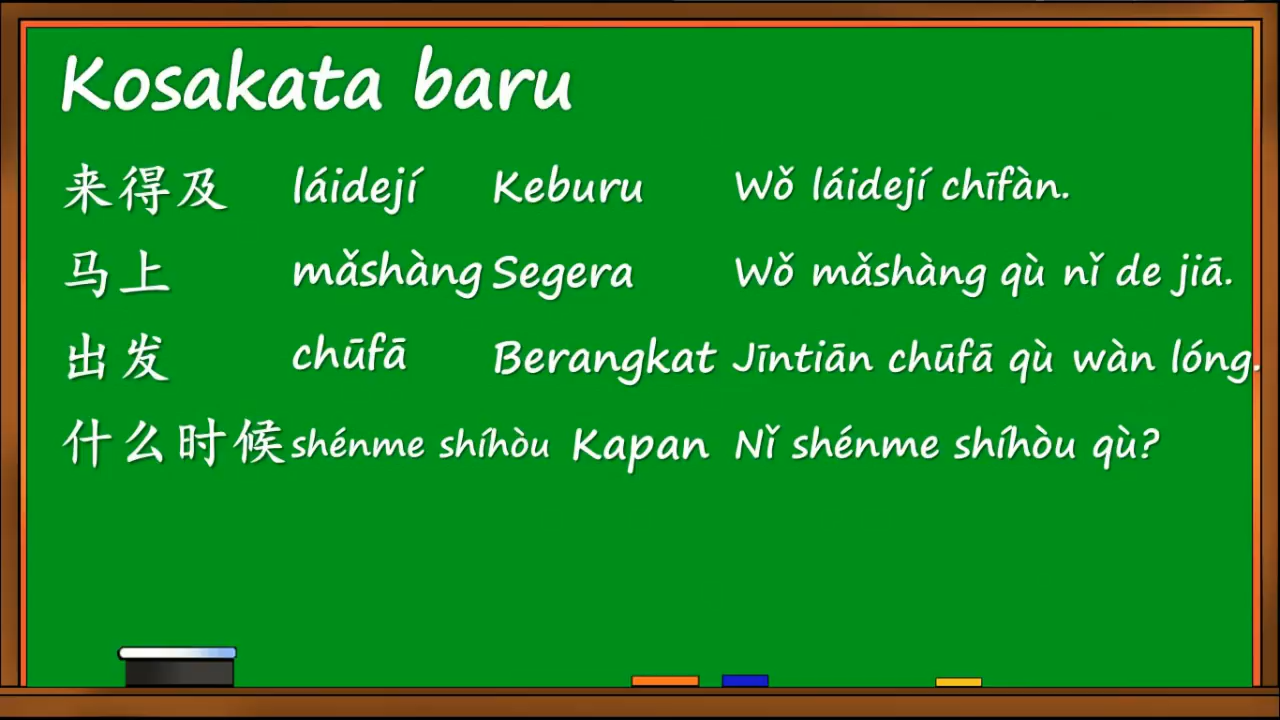 Kosakata baru
来得及 láidejí Keburu Wǒ láidejí chīfàn.
马上 mǎshàng Segera Wǒ mǎshàng qù nǐ de jiā.
出发 chūfā Berangkat Jīntiān chūfā qù wàn lóng.
什么时候 shénme shíhòu Kapan Nǐ shénme shíhòu qù?